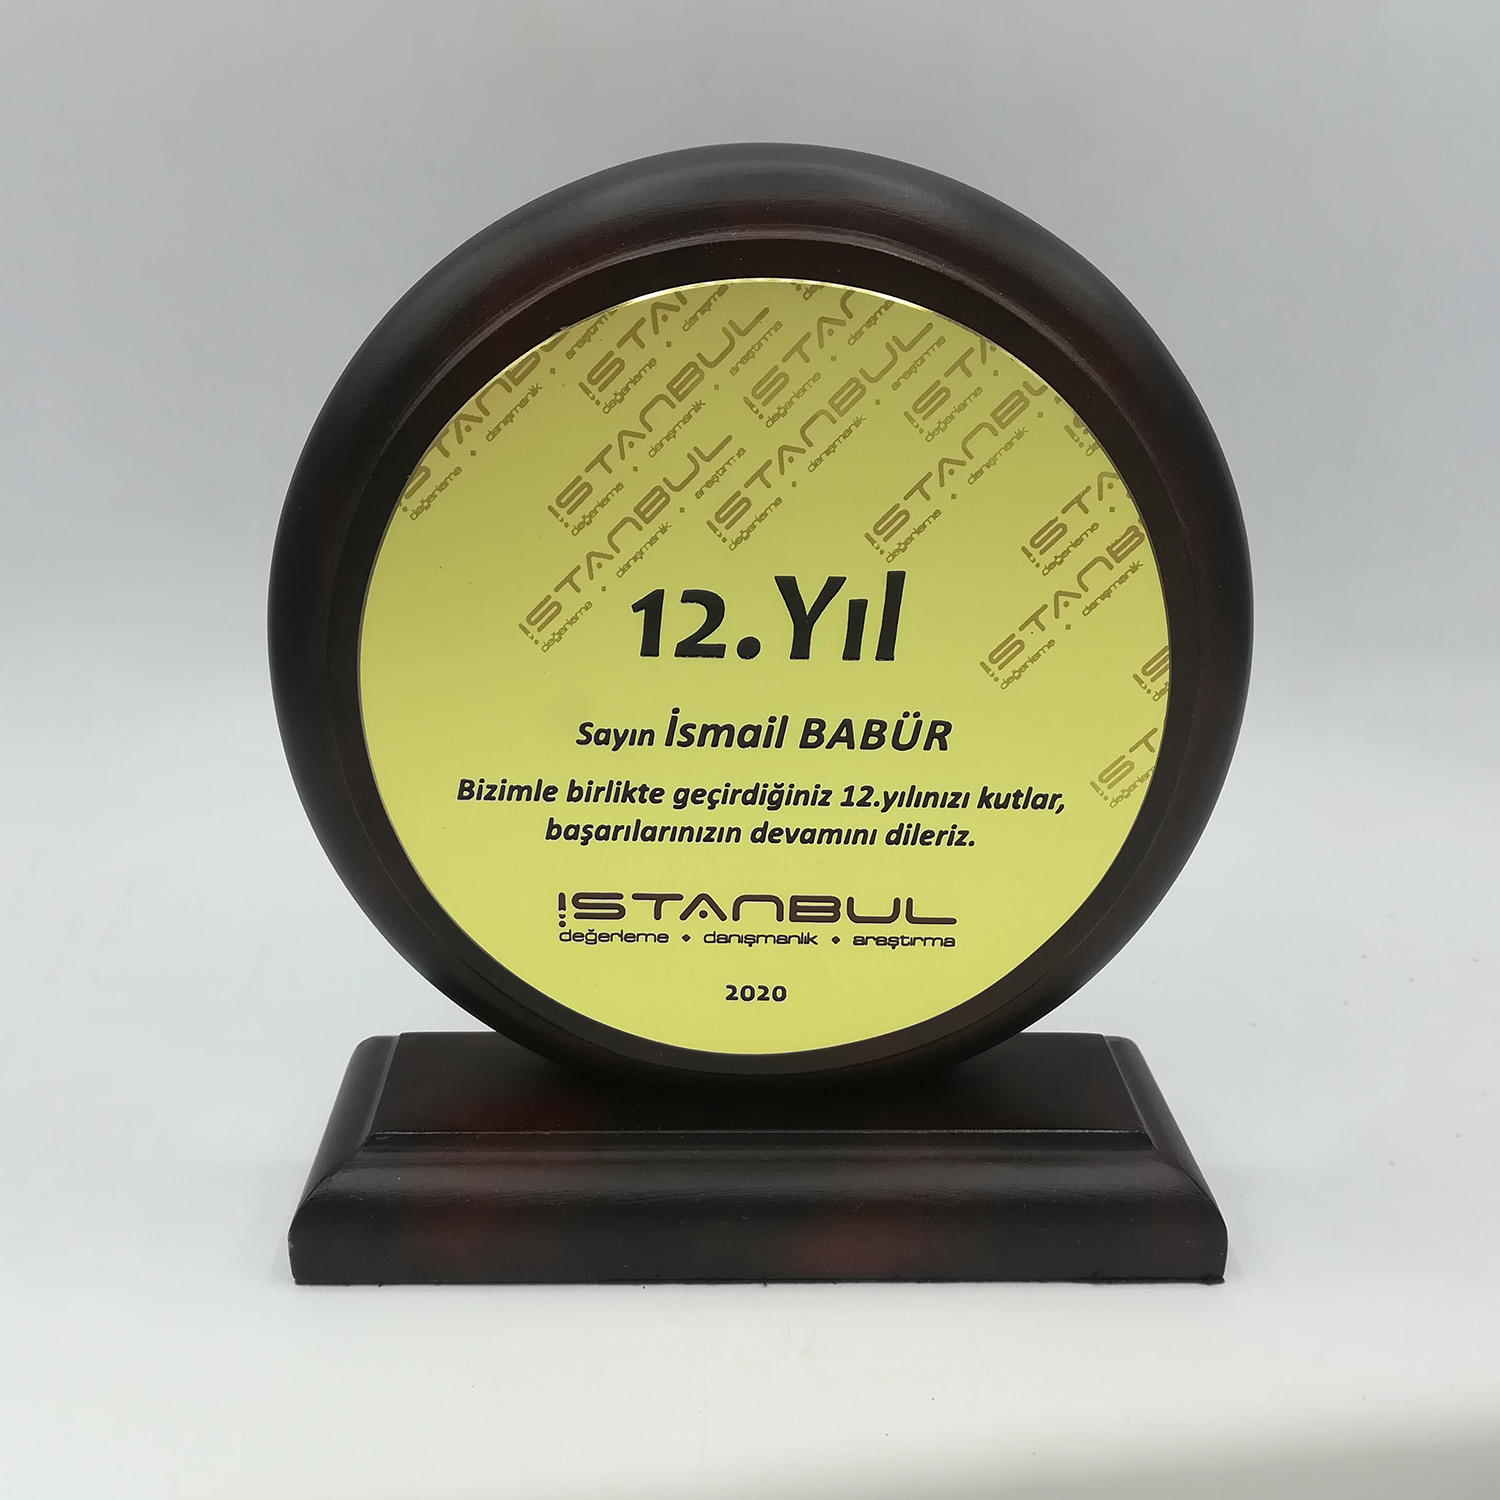 12.Yıl
Sayın İsmail BABÜR
Bizimle birlikte geçirdiğiniz 12.yılınızı kutlar,
başarılarınızın devamını dileriz.
İSTANBUL
değerleme • danışmanlık • araştırma
2020